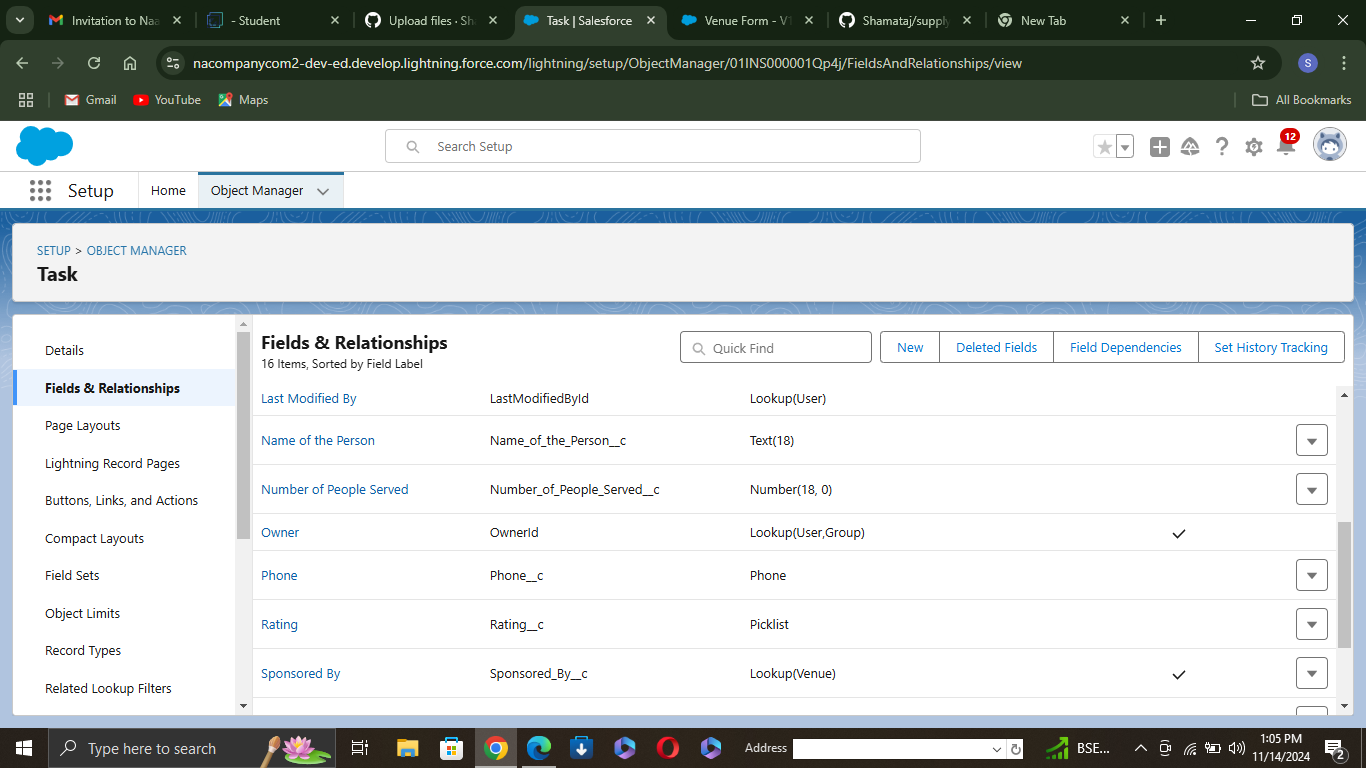 Invitation to Naa
- Student
Upload files · Sha
Task | Salesforce
Venue Form - V1
Shamataj/supply
New Tab
nacompanycom2-dev-ed.develop.lightning.force.com/lightning/setup/ObjectManager/01INS000001Qp4j/FieldsAndRelationships/view
S
Gmail
YouTube
Maps
All Bookmarks
Search Setup
12
Setup
Home
Object Manager
SETUP > OBJECT MANAGER
Task
Details
Fields & Relationships
Page Layouts
Lightning Record Pages
Buttons, Links, and Actions
Compact Layouts
Field Sets
Object Limits
Record Types
Related Lookup Filters
Fields & Relationships
16 Items, Sorted by Field Label
Quick Find
New
Deleted Fields
Field Dependencies
Set History Tracking
Last Modified By LastModifiedById Lookup(User)
Name of the Person Name_of_the_Person__c Text(18)
Number of People Served Number_of_People_Served__c Number(18, 0)
Owner OwnerId Lookup(User,Group)
Phone Phone__c Phone
Rating Rating__c Picklist
Sponsored By Sponsored_By__c Lookup(Venue)
Type here to search
Address
BSE...
1:05 PM
11/14/2024
2